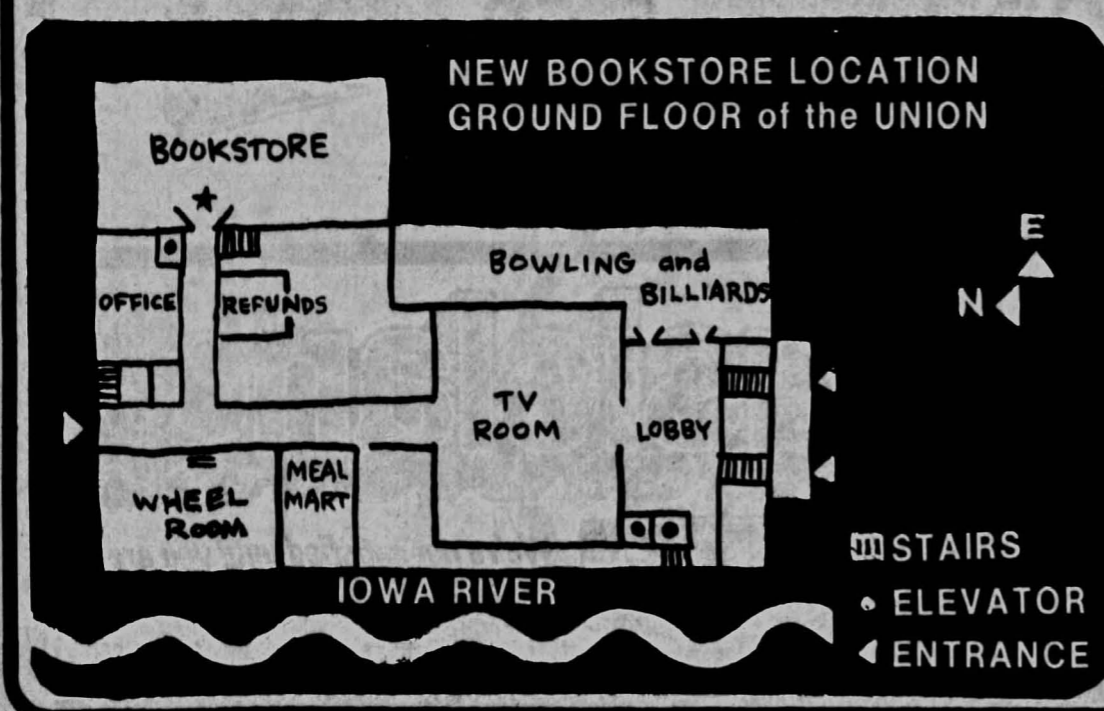 NEW BOOKSTORE LOCATION
GROUND FLOOR of the UNION
BOOKSTORE
E
N
BOWLING and
BILLIARDS
OFFICE
REFUNDS
TV
ROOM
LOBBY
MEAL
MART
WHEEL
ROOM
IOWA RIVER
STAIRS
ELEVATOR
ENTRANCE